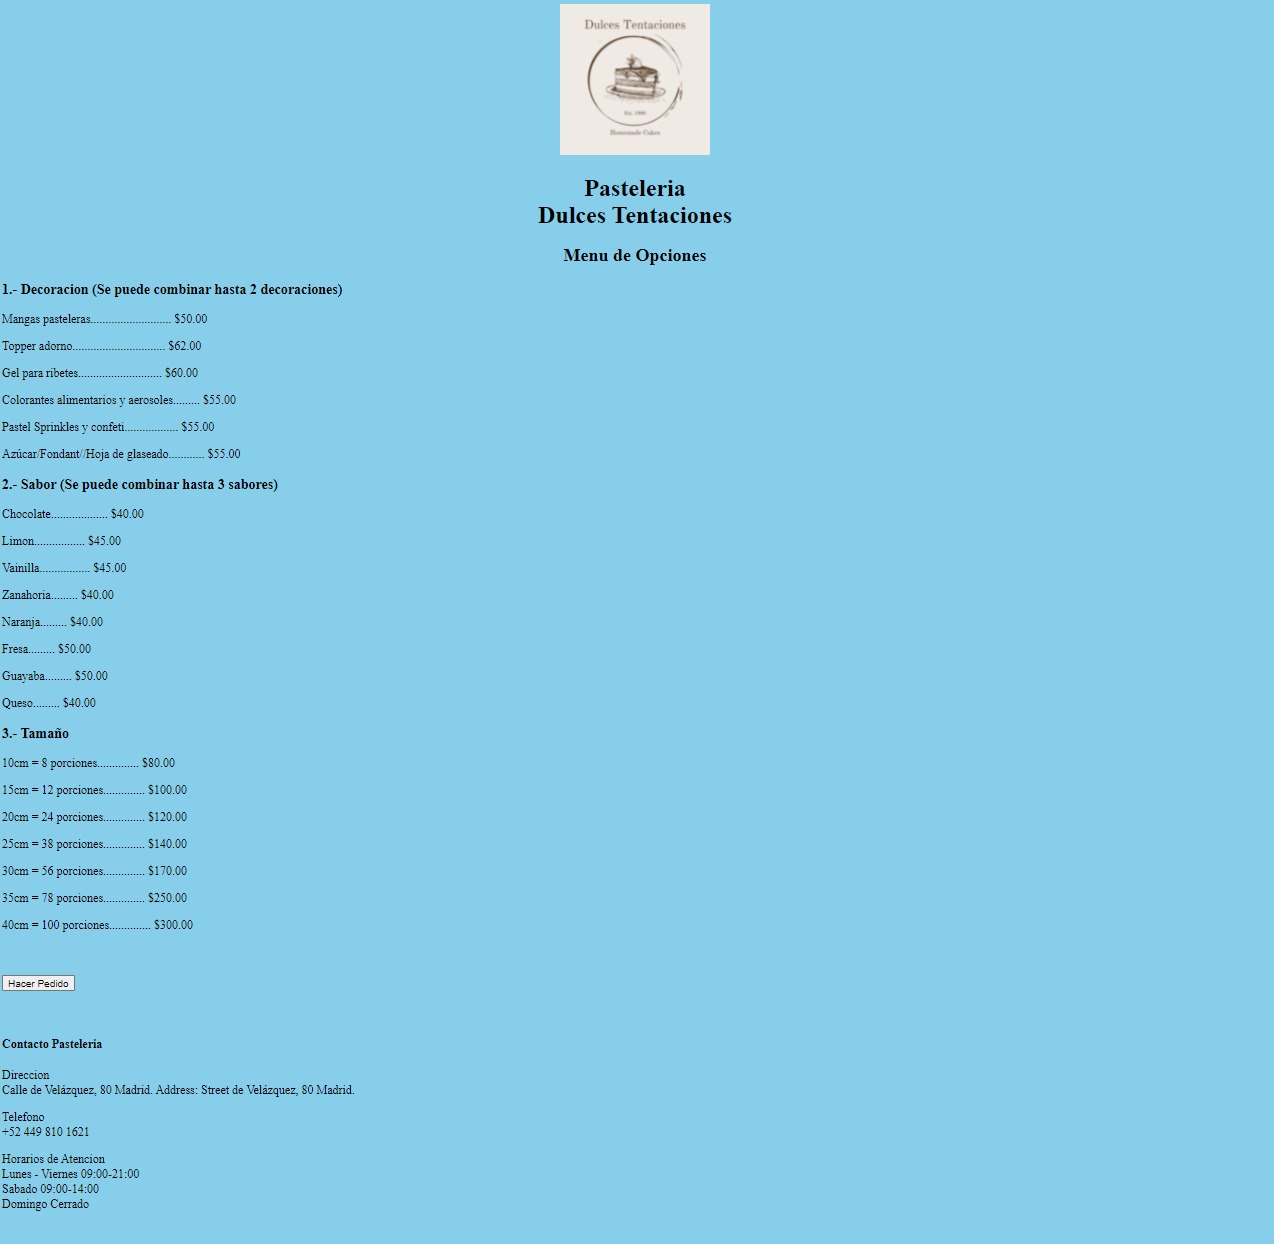 Dulces Tentaciones
Est. 1990
Homemade Cakes
Pasteleria
Dulces Tentaciones
Menu de Opciones
1.- Decoracion (Se puede combinar hasta 2 decoraciones)
Mangas pasteleras........................... $50.00
Topper adorno............................... $62.00
Gel para ribetes............................ $60.00
Colorantes alimentarios y aerosoles......... $55.00
Pastel Sprinkles y confeti.................. $55.00
Azúcar/Fondant//Hoja de glaseado............ $55.00
2.- Sabor (Se puede combinar hasta 3 sabores)
Chocolate................... $40.00
Limon................. $45.00
Vainilla................. $45.00
Zanahoria......... $40.00
Naranja......... $40.00
Fresa......... $50.00
Guayaba......... $50.00
Queso......... $40.00
3.- Tamaño
10cm = 8 porciones.............. $80.00
15cm = 12 porciones.............. $100.00
20cm = 24 porciones.............. $120.00
25cm = 38 porciones.............. $140.00
30cm = 56 porciones.............. $170.00
35cm = 78 porciones.............. $250.00
40cm = 100 porciones.............. $300.00
Hacer Pedido
Contacto Pasteleria
Direccion
Calle de Velázquez, 80 Madrid. Address: Street de Velázquez, 80 Madrid.
Telefono
+52 449 810 1621
Horarios de Atencion
Lunes - Viernes 09:00-21:00
Sabado 09:00-14:00
Domingo Cerrado